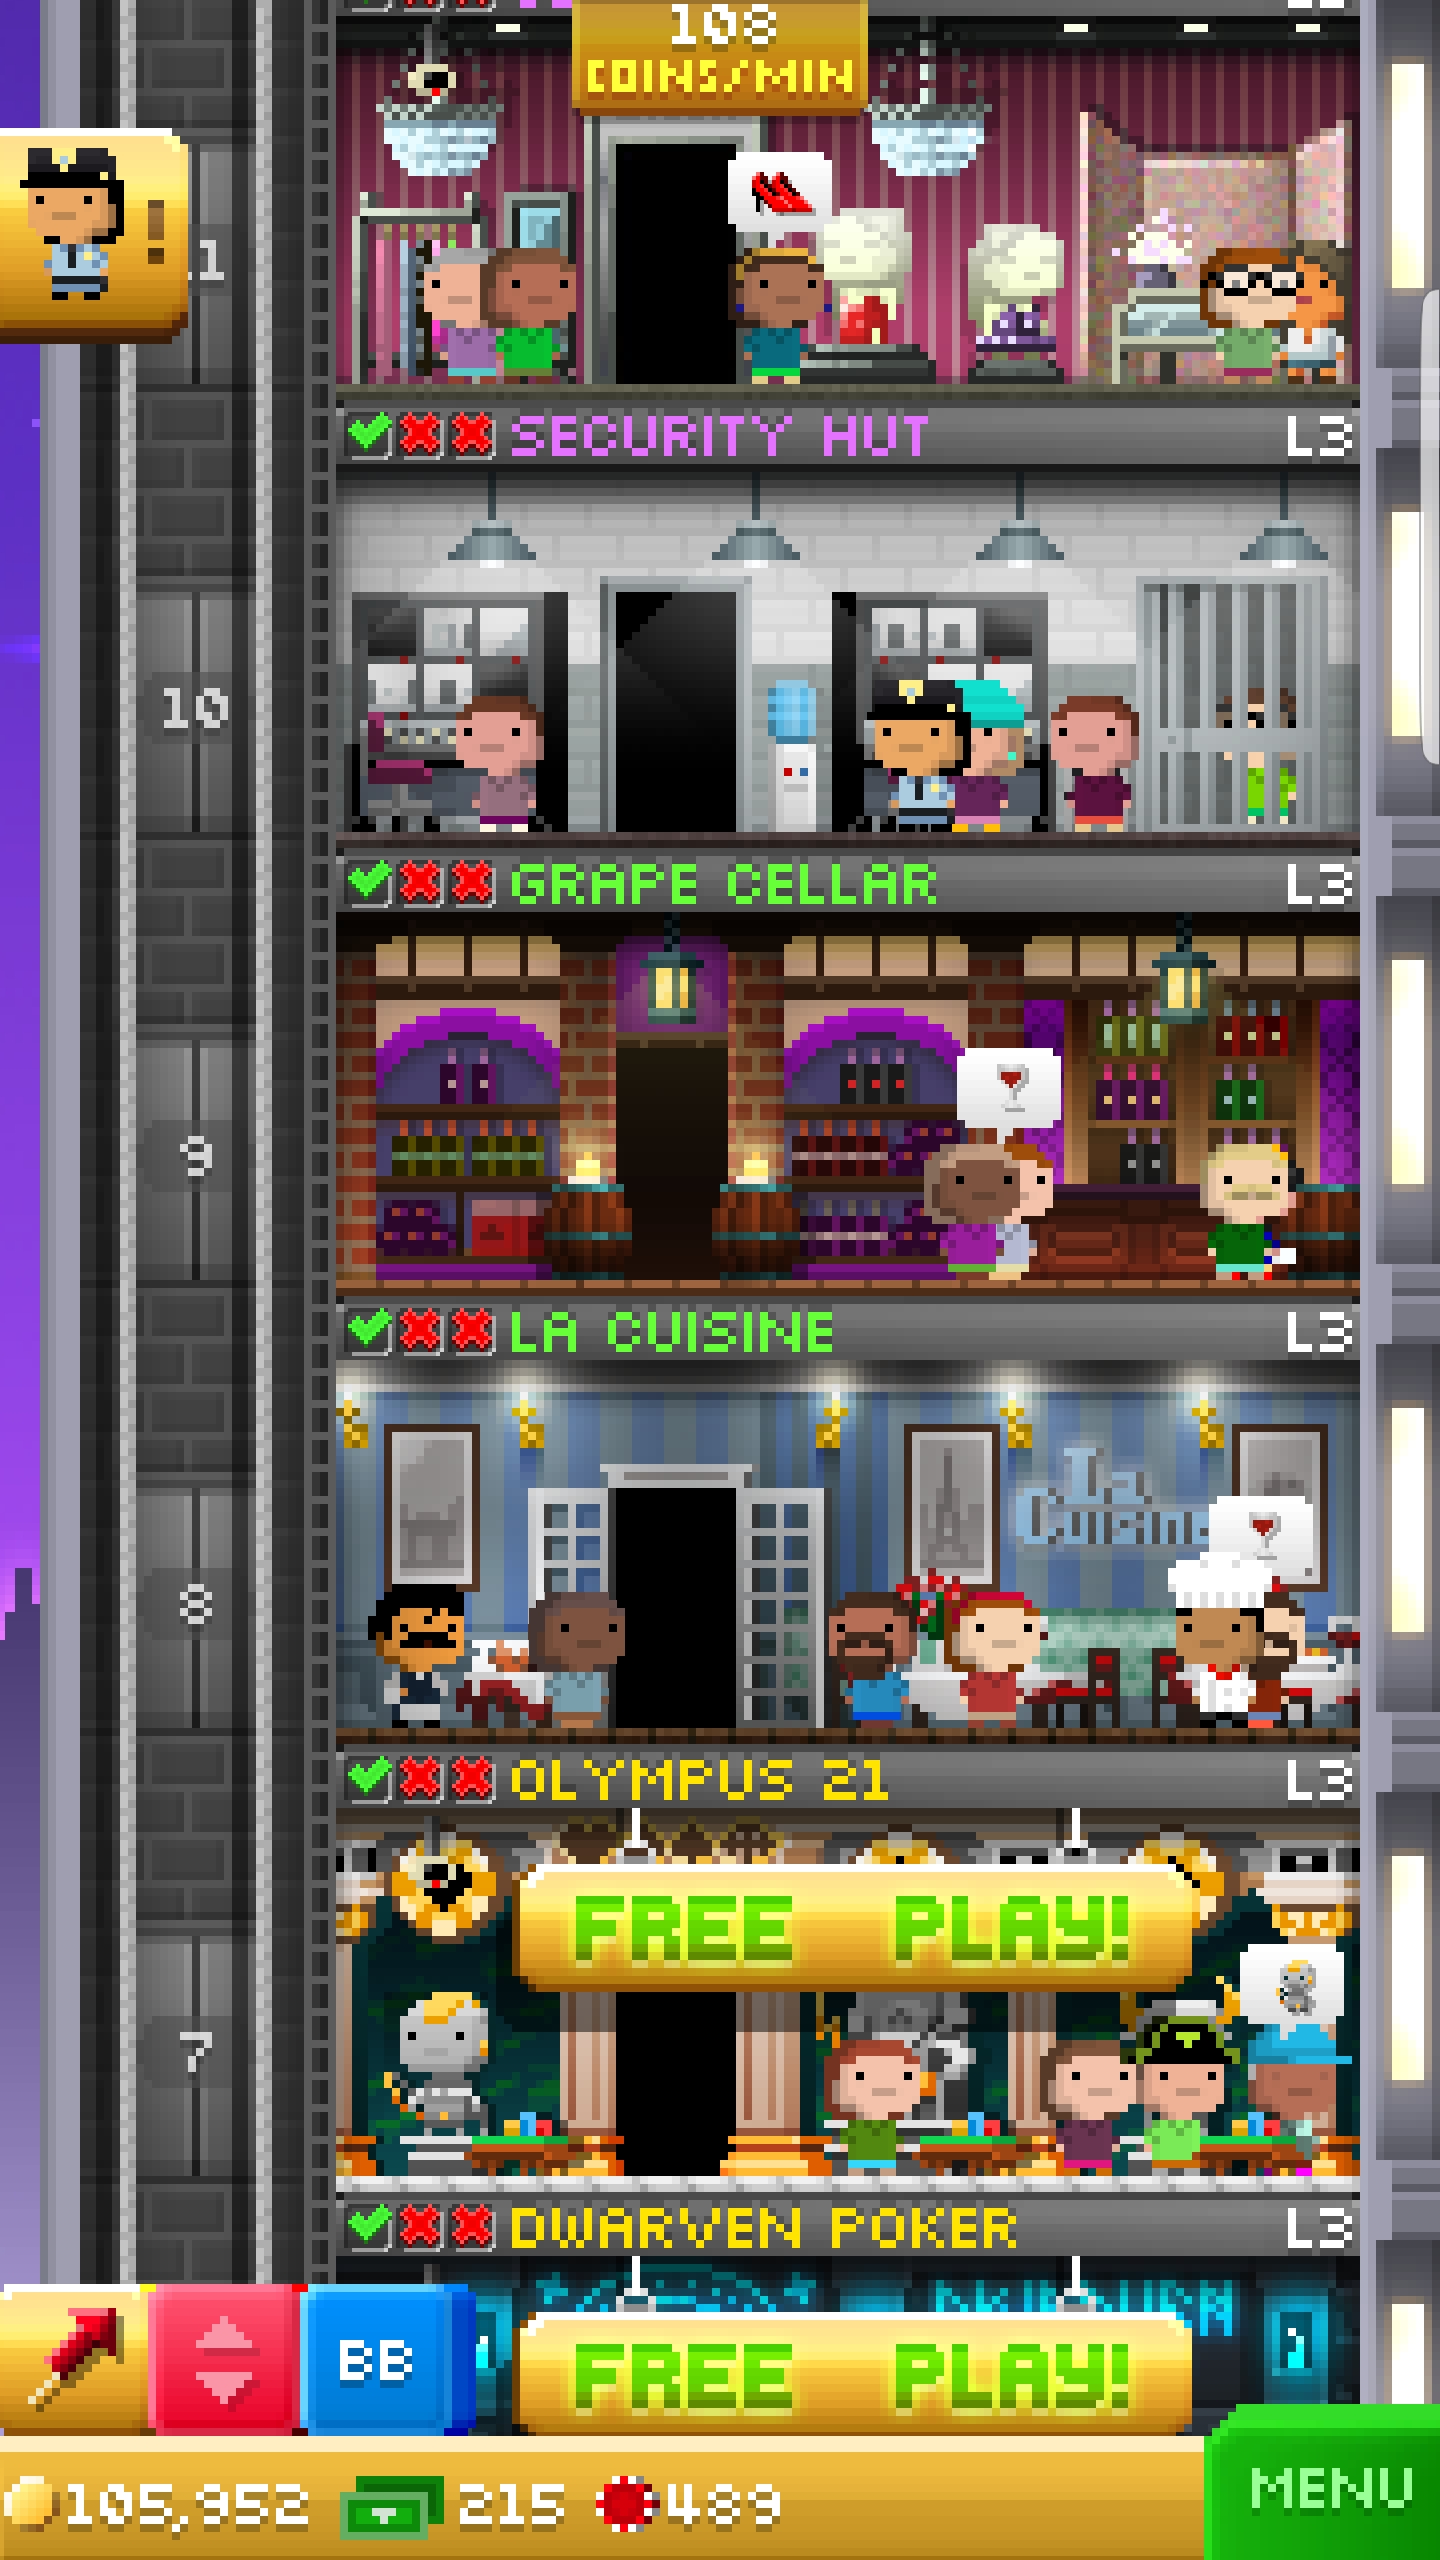 108
COINS/MIN
!
SECURITY HUT L3
10
GRAPE CELLAR L3
9
LA CUISINE L3
La
Cuisine
8
OLYMPUS 21 L3
FREE PLAY!
7
DWARVEN POKER L3
BB
FREE PLAY!
105,952 215 489
MENU